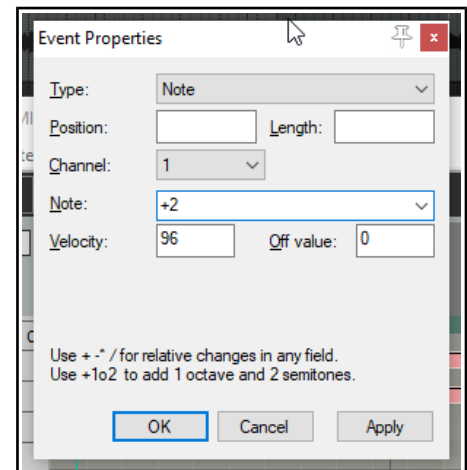 Event Properties
Type: Note
Position: Length:
Channel: 1
Note: +2
Velocity: 96 Off value: 0
Use + -* / for relative changes in any field.
Use +1o2 to add 1 octave and 2 semitones.
OK Cancel Apply